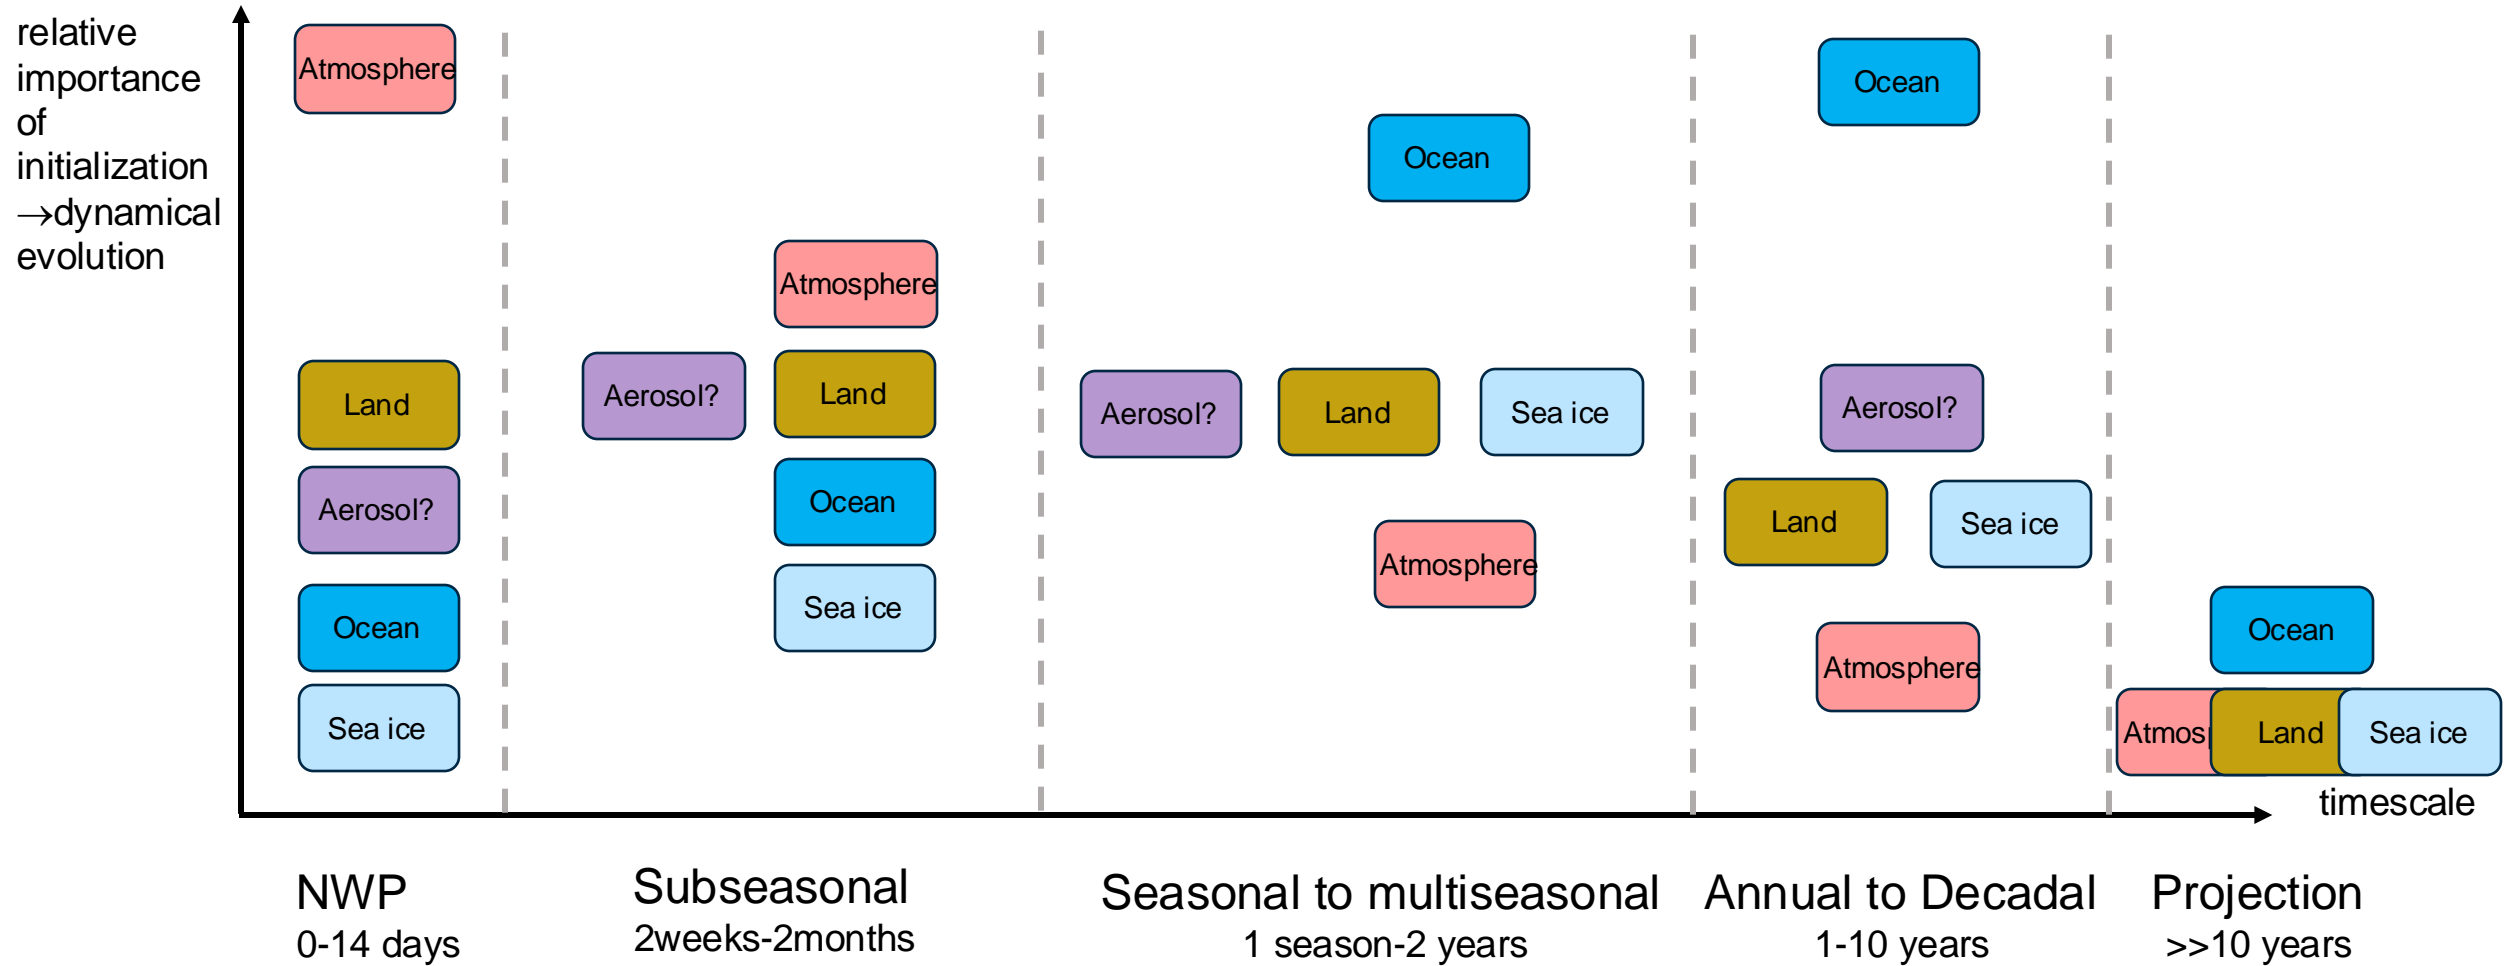 relative
importance
of
initialization
→dynamical
evolution
Atmosphere
Land
Aerosol?
Ocean
Sea ice
Atmosphere
Aerosol?
Land
Ocean
Sea ice
Ocean
Aerosol?
Land
Sea ice
Atmosphere
Ocean
Aerosol?
Land
Sea ice
Atmosphere
Ocean
Atmosp
Land
Sea ice
timescale
NWP
0-14 days
Subseasonal
2weeks-2months
Seasonal to multiseasonal
1 season-2 years
Annual to Decadal
1-10 years
Projection
>>10 years